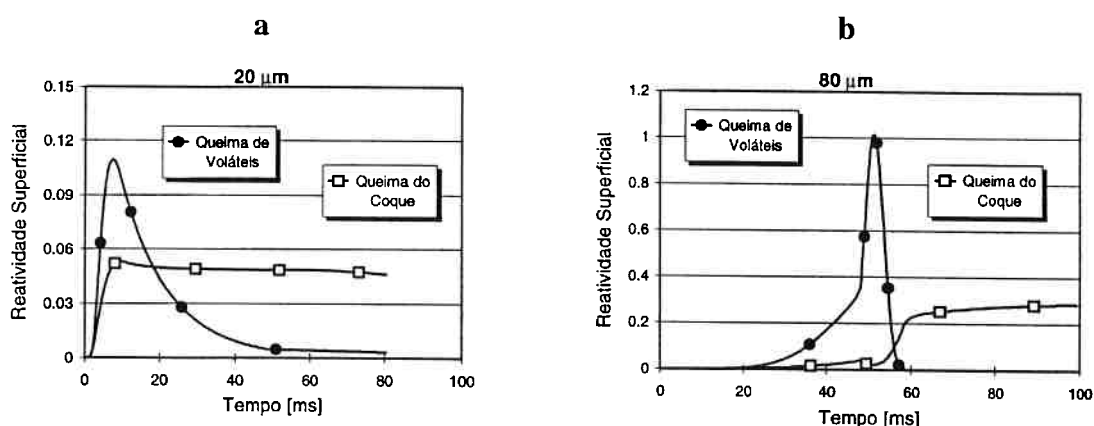 a
20 µm
0.15
0.12
0.09
0.06
0.03
0
Reatividade Superficial
Queima de
Voláteis
Queima do
Coque
0 20 40 60 80 100
Tempo [ms]
b
80 µm
1.2
1
0.8
0.6
0.4
0.2
0
Reatividade Superficial
Queima de
Voláteis
Queima do
Coque
0 20 40 60 80 100
Tempo [ms]